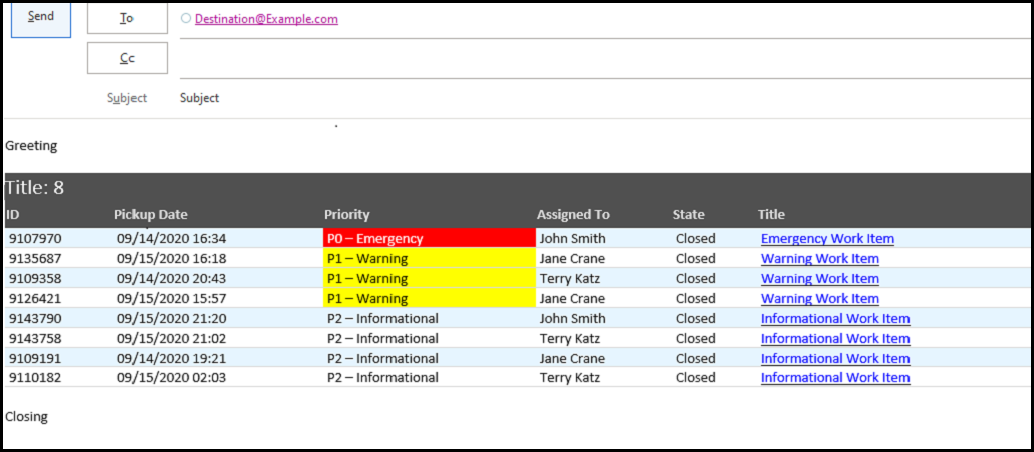 Send To Destination@Example.com
Cc
Subject Subject
Greeting
Title: 8
ID Pickup Date Priority Assigned To State Title
9107970 09/14/2020 16:34 P0 – Emergency John Smith Closed Emergency Work Item
9135687 09/15/2020 16:18 P1 – Warning Jane Crane Closed Warning Work Item
9109358 09/14/2020 20:43 P1 – Warning Terry Katz Closed Warning Work Item
9126421 09/15/2020 15:57 P1 – Warning Jane Crane Closed Warning Work Item
9143790 09/15/2020 21:20 P2 – Informational John Smith Closed Informational Work Item
9143758 09/15/2020 21:02 P2 – Informational Terry Katz Closed Informational Work Item
9109191 09/14/2020 19:21 P2 – Informational Jane Crane Closed Informational Work Item
9110182 09/15/2020 02:03 P2 – Informational Terry Katz Closed Informational Work Item
Closing